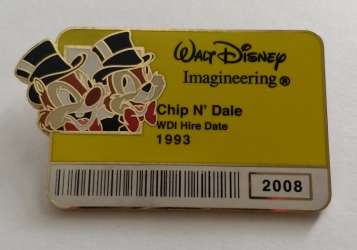 Walt Disney
Imagineering®
Chip N' Dale
WDI Hire Date
1993
2008